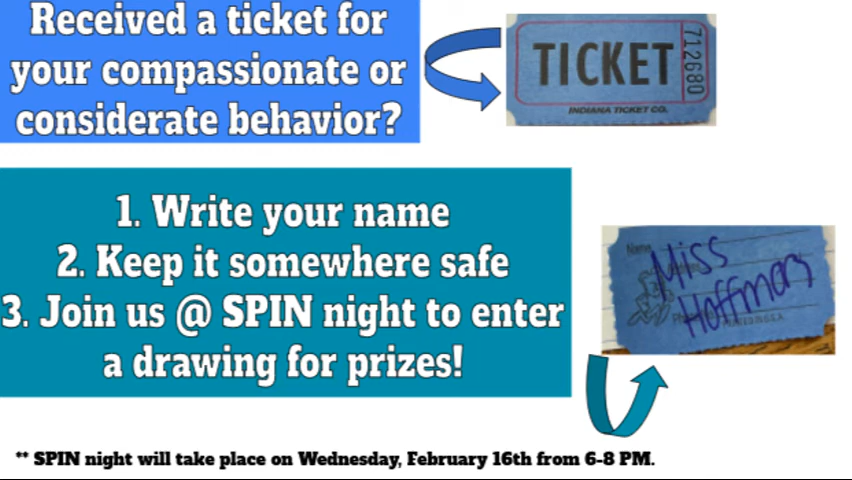 Received a ticket for
your compassionate or
considerate behavior?
TICKET
712680
INDIANA TICKET CO.
1. Write your name
2. Keep it somewhere safe
3. Join us @ SPIN night to enter
a drawing for prizes!
Name
Miss
Hoffman
** SPIN night will take place on Wednesday, February 16th from 6-8 PM.